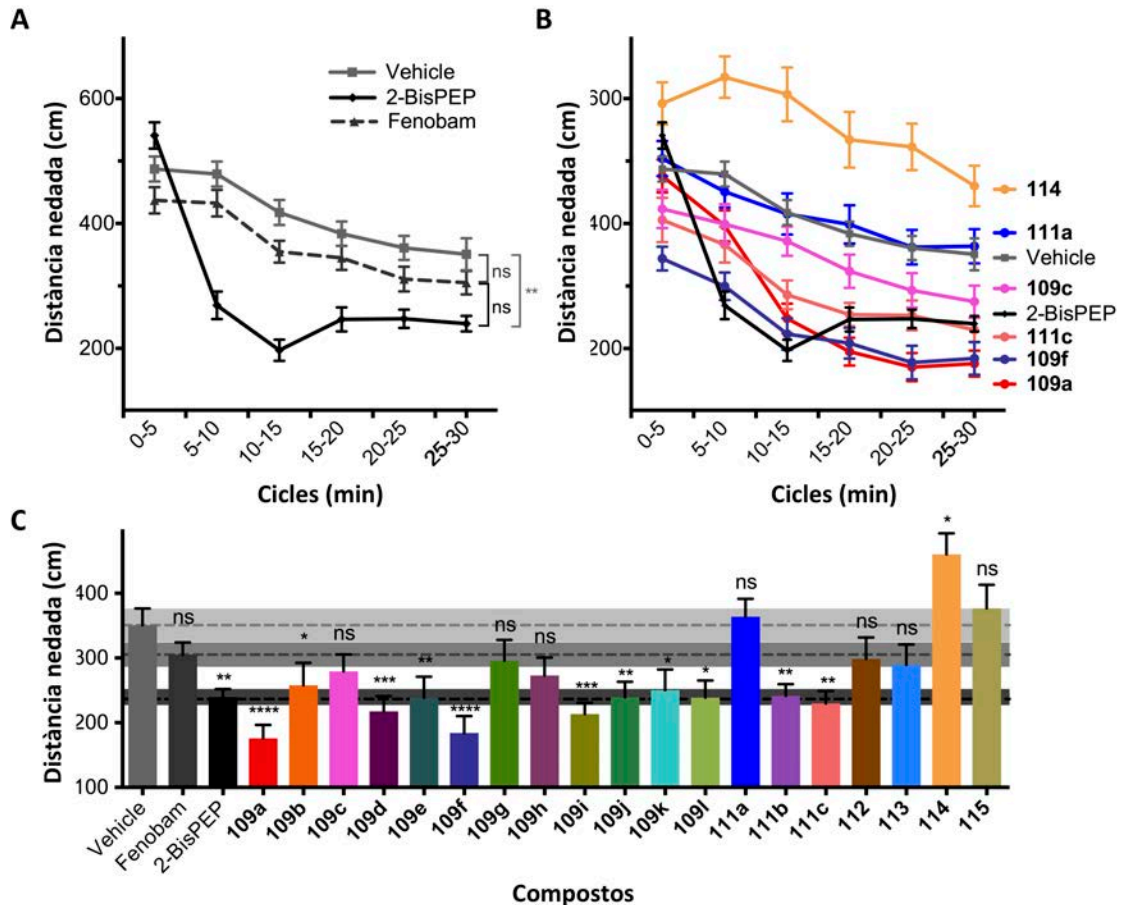 A
Distància nedada (cm)
600
400
200
Vehicle
2-BisPEP
Fenobam
ns
ns
**
0-5
5-10
10-15
15-20
20-25
25-30
Cicles (min)
B
Distància nedada (cm)
600
400
200
114
111a
Vehicle
109c
2-BisPEP
111c
109f
109a
0-5
5-10
10-15
15-20
20-25
25-30
Cicles (min)
C
Distància nedada (cm)
400
300
200
100
ns
**
****
*
ns
***
**
****
ns
ns
***
**
*
*
ns
**
**
ns
ns
*
ns
Vehicle
Fenobam
2-BisPEP
109a
109b
109c
109d
109e
109f
109g
109h
109i
109j
109k
109l
111a
111b
111c
112
113
114
115
Compostos